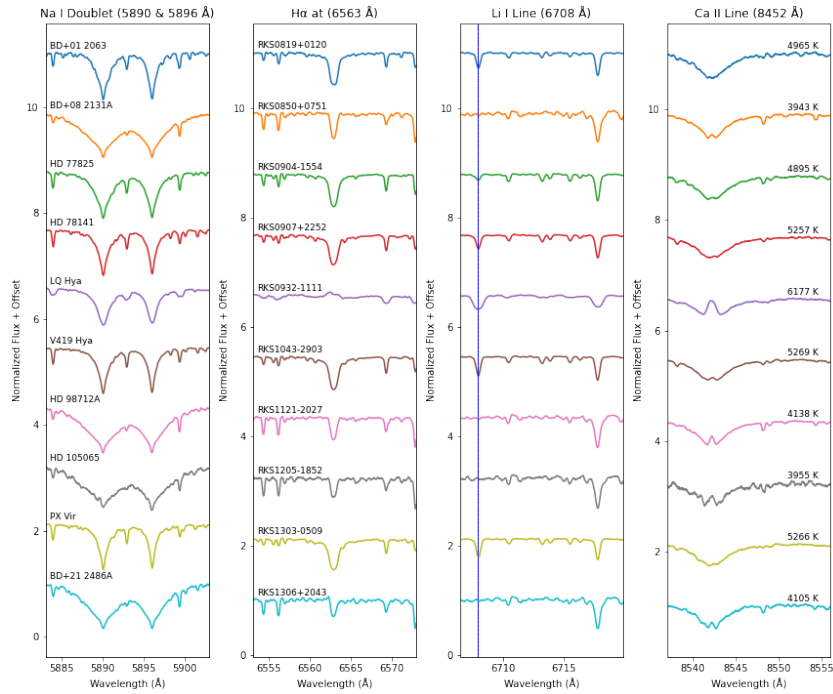 Na I Doublet (5890 & 5896 Å)
Hα at (6563 Å)
Li I Line (6708 Å)
Ca II Line (8452 Å)
Normalized Flux + Offset
Normalized Flux + Offset
Normalized Flux + Offset
Normalized Flux + Offset
BD+01 2063
BD+08 2131A
HD 77825
HD 78141
LQ Hya
V419 Hya
HD 98712A
HD 105065
PX Vir
BD+21 2486A
10
8
6
4
2
0
5885 5890 5895 5900
Wavelength (Å)
RKS0819+0120
RKS0850+0751
RKS0904-1554
RKS0907+2252
RKS0932-1111
RKS1043-2903
RKS1121-2027
RKS1205-1852
RKS1303-0509
RKS1306+2043
10
8
6
4
2
0
6555 6560 6565 6570
Wavelength (Å)
10
8
6
4
2
0
6710 6715
Wavelength (Å)
4965 K
3943 K
4895 K
5257 K
6177 K
5269 K
4138 K
3955 K
5266 K
4105 K
10
8
6
4
2
8540 8545 8550 8555
Wavelength (Å)